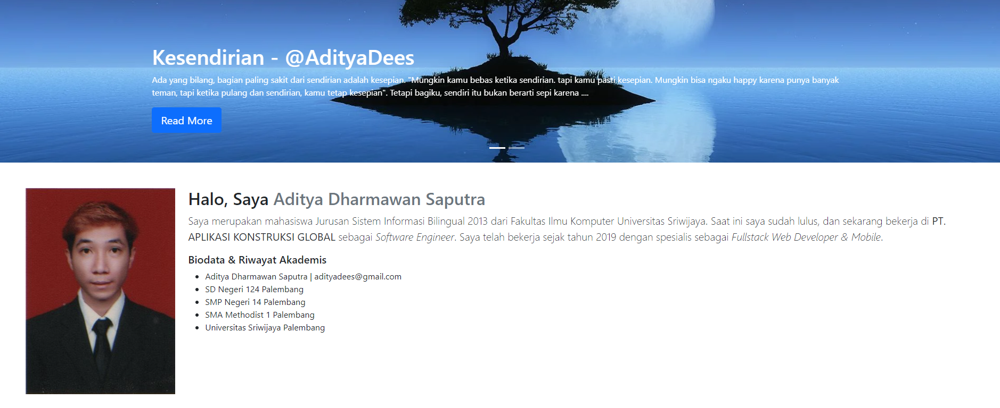 Kesendirian - @AdityaDees
Ada yang bilang, bagian paling sakit dari sendirian adalah kesepian. "Mungkin kamu bebas ketika sendirian. tapi kamu pasti kesepian. Mungkin bisa ngaku happy karena punya banyak
teman, tapi ketika pulang dan sendirian, kamu tetap kesepian". Tetapi bagiku, sendiri itu bukan berarti sepi karena ....
Read More
Halo, Saya Aditya Dharmawan Saputra
Saya merupakan mahasiswa Jurusan Sistem Informasi Bilingual 2013 dari Fakultas Ilmu Komputer Universitas Sriwijaya. Saat ini saya sudah lulus, dan sekarang bekerja di PT.
APLIKASI KONSTRUKSI GLOBAL sebagai Software Engineer. Saya telah bekerja sejak tahun 2019 dengan spesialis sebagai Fullstack Web Developer & Mobile.
Biodata & Riwayat Akademis
• Aditya Dharmawan Saputra | adityadees@gmail.com
• SD Negeri 124 Palembang
• SMP Negeri 14 Palembang
• SMA Methodist 1 Palembang
• Universitas Sriwijaya Palembang